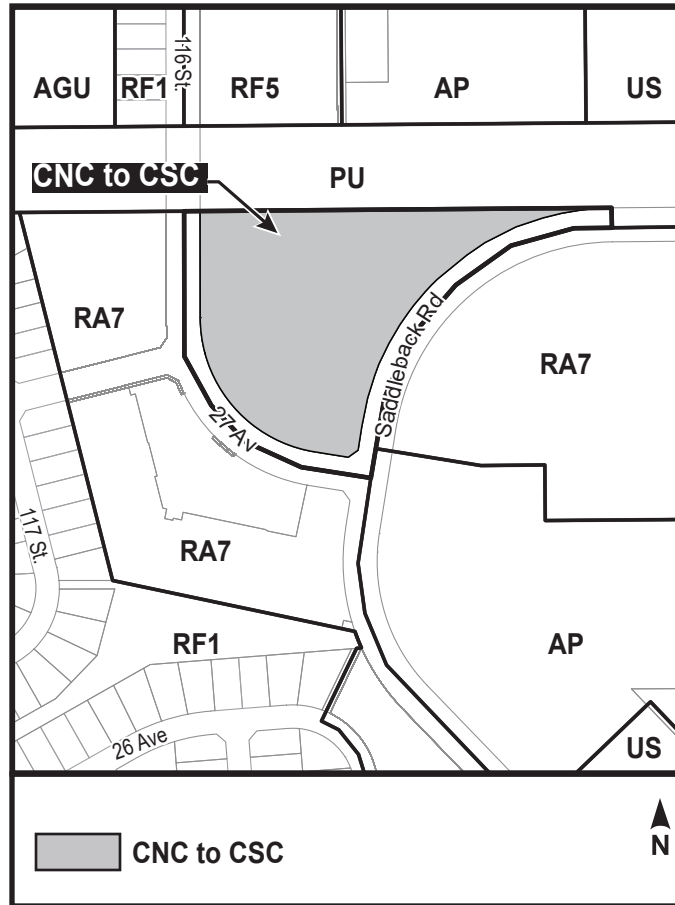 AGU
RF1
116 St.
RF5
AP
US
CNC to CSC
PU
RA7
Saddleback Rd
RA7
27 Av
117 St.
RA7
RF1
AP
26 Ave
US
CNC to CSC
N